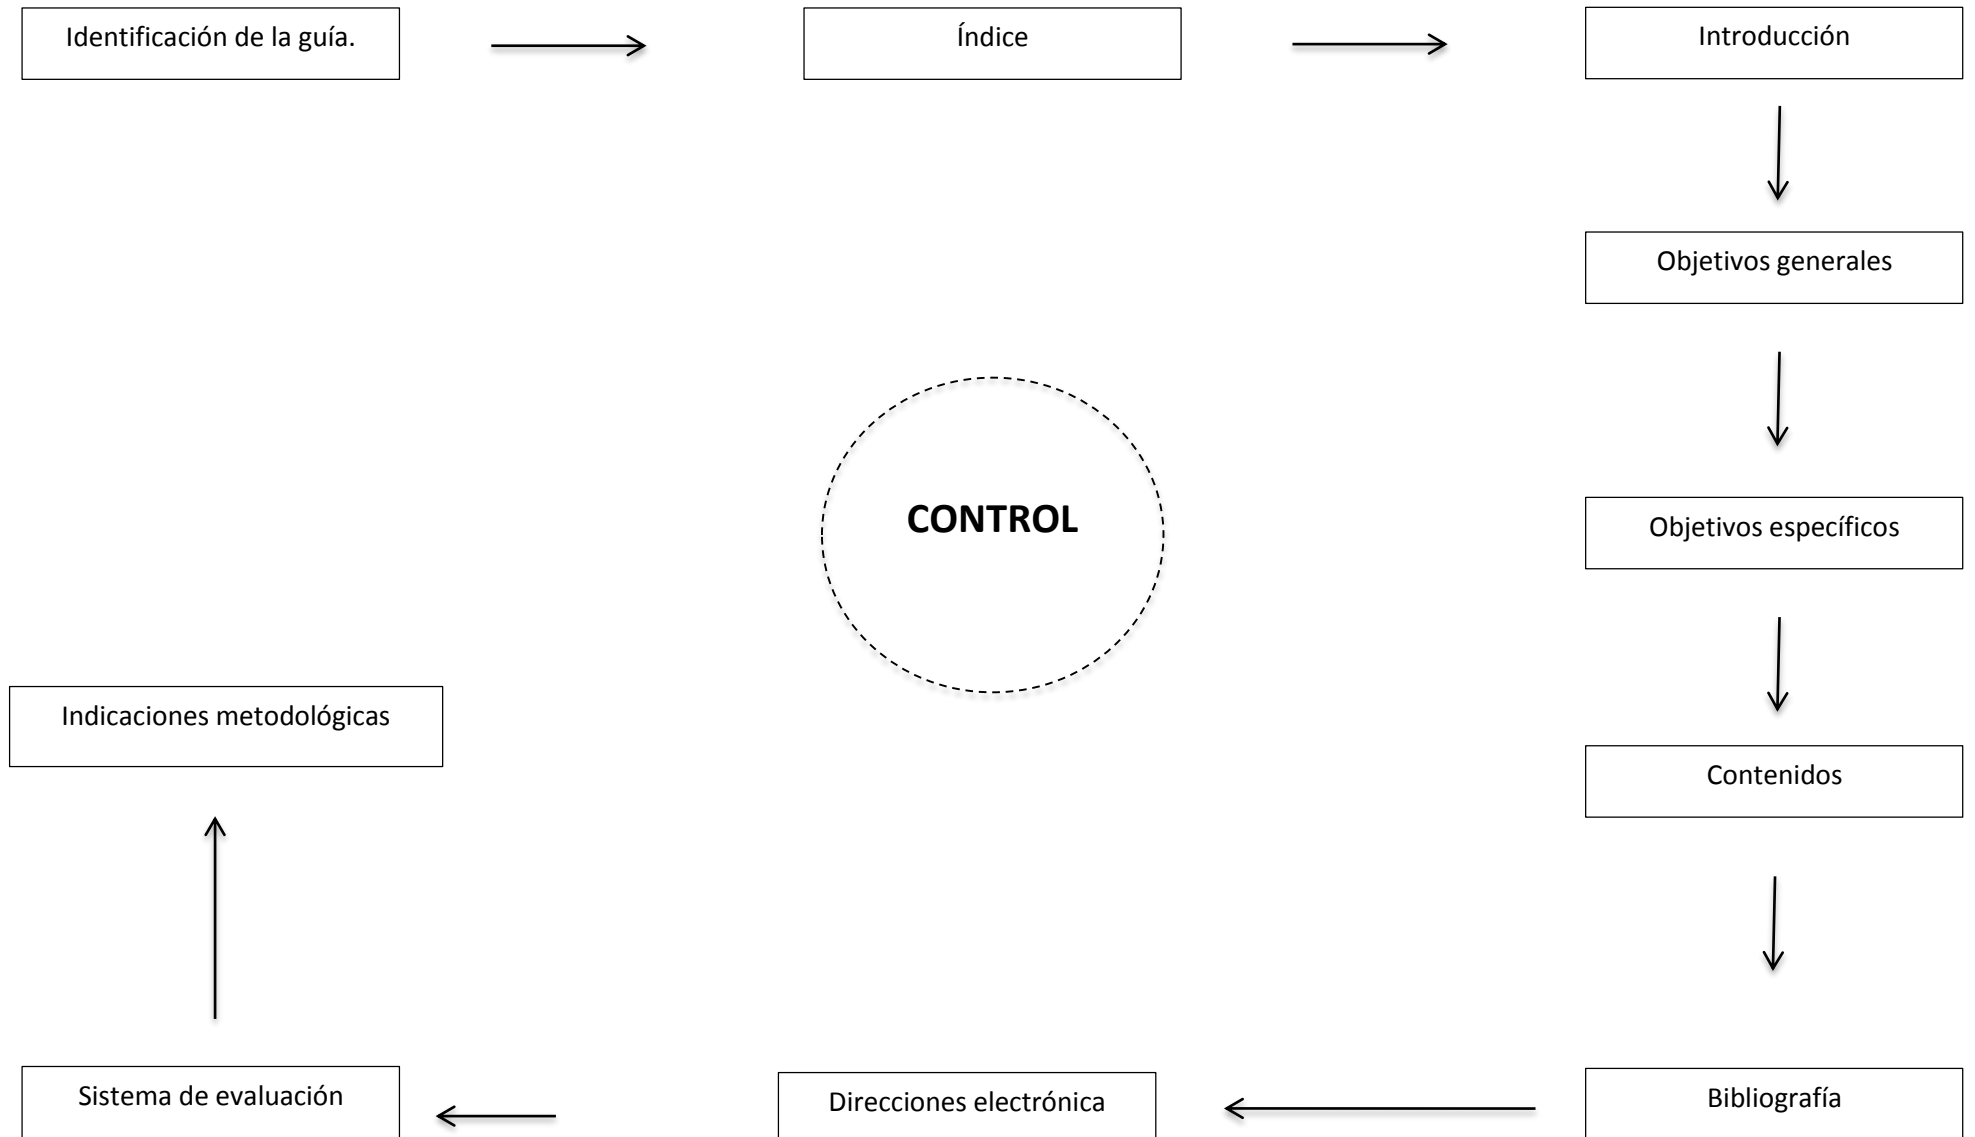 Identificación de la guía.
Índice
Introducción
Objetivos generales
CONTROL
Objetivos específicos
Indicaciones metodológicas
Contenidos
Sistema de evaluación
Direcciones electrónica
Bibliografía